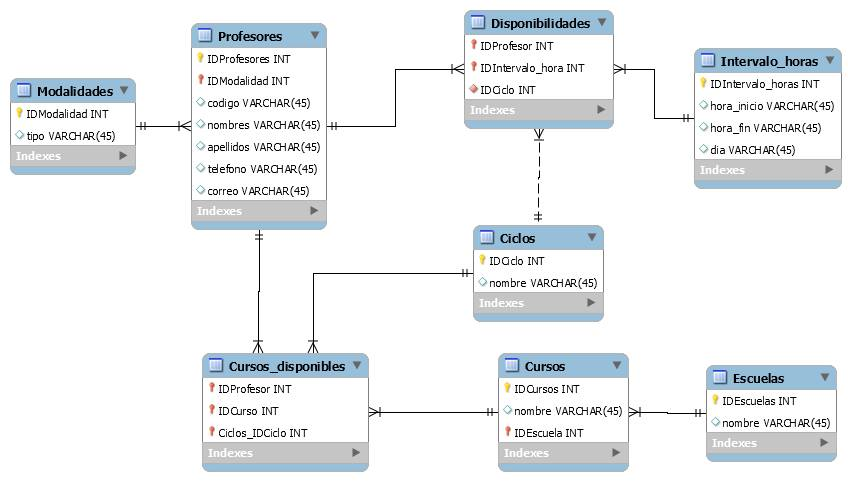 Modalidades
IDModalidad INT
tipo VARCHAR(45)
Indexes
Profesores
IDProfesores INT
IDModalidad INT
codigo VARCHAR(45)
nombres VARCHAR(45)
apellidos VARCHAR(45)
telefono VARCHAR(45)
correo VARCHAR(45)
Indexes
Disponibilidades
IDProfesor INT
IDIntervalo_hora INT
IDCiclo INT
Indexes
Intervalo_horas
IDIntervalo_horas INT
hora_inicio VARCHAR(45)
hora_fin VARCHAR(45)
dia VARCHAR(45)
Indexes
Ciclos
IDCiclo INT
nombre VARCHAR(45)
Indexes
Cursos_disponibles
IDProfesor INT
IDCurso INT
Ciclos_IDCiclo INT
Indexes
Cursos
IDCursos INT
nombre VARCHAR(45)
IDEscuela INT
Indexes
Escuelas
IDEscuelas INT
nombre VARCHAR(45)
Indexes